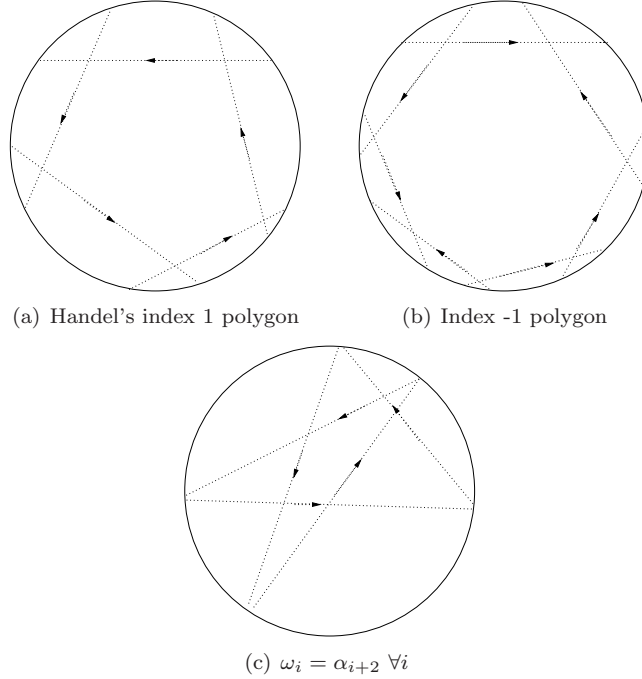 (a) Handel's index 1 polygon
(b) Index -1 polygon
(c) ωᵢ = αᵢ₊₂ ∀i